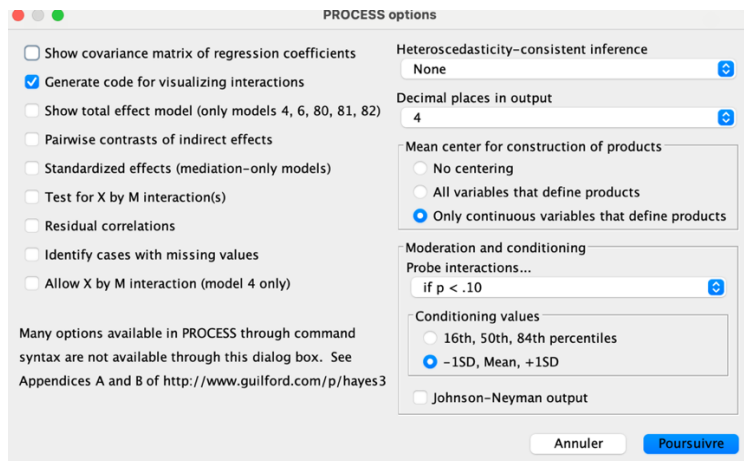 PROCESS options
Show covariance matrix of regression coefficients
Generate code for visualizing interactions
Show total effect model (only models 4, 6, 80, 81, 82)
Pairwise contrasts of indirect effects
Standardized effects (mediation-only models)
Test for X by M interaction(s)
Residual correlations
Identify cases with missing values
Allow X by M interaction (model 4 only)
Many options available in PROCESS through command
syntax are not available through this dialog box.  See
Appendices A and B of http://www.guilford.com/p/hayes3
Heteroscedasticity-consistent inference
None
Decimal places in output
4
Mean center for construction of products
No centering
All variables that define products
Only continuous variables that define products
Moderation and conditioning
Probe interactions...
if p < .10
Conditioning values
16th, 50th, 84th percentiles
-1SD, Mean, +1SD
Johnson-Neyman output
Annuler
Poursuivre